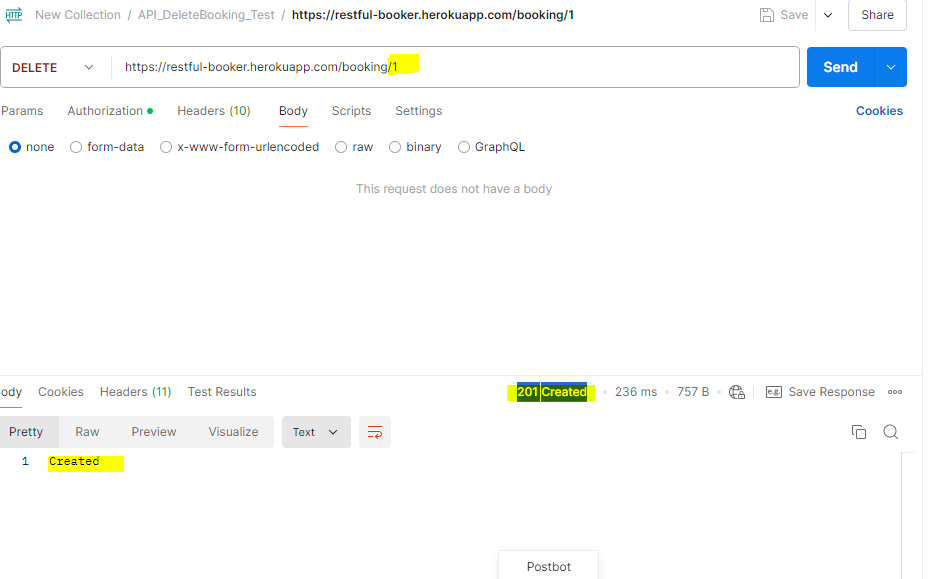 HTTP New Collection / API_DeleteBooking_Test / https://restful-booker.herokuapp.com/booking/1 Save Share
DELETE https://restful-booker.herokuapp.com/booking/1 Send
Params Authorization Headers (10) Body Scripts Settings Cookies
none form-data x-www-form-urlencoded raw binary GraphQL
This request does not have a body
ody Cookies Headers (11) Test Results 201 Created 236 ms 757 B e.g. Save Response
Pretty Raw Preview Visualize Text
1 Created
Postbot